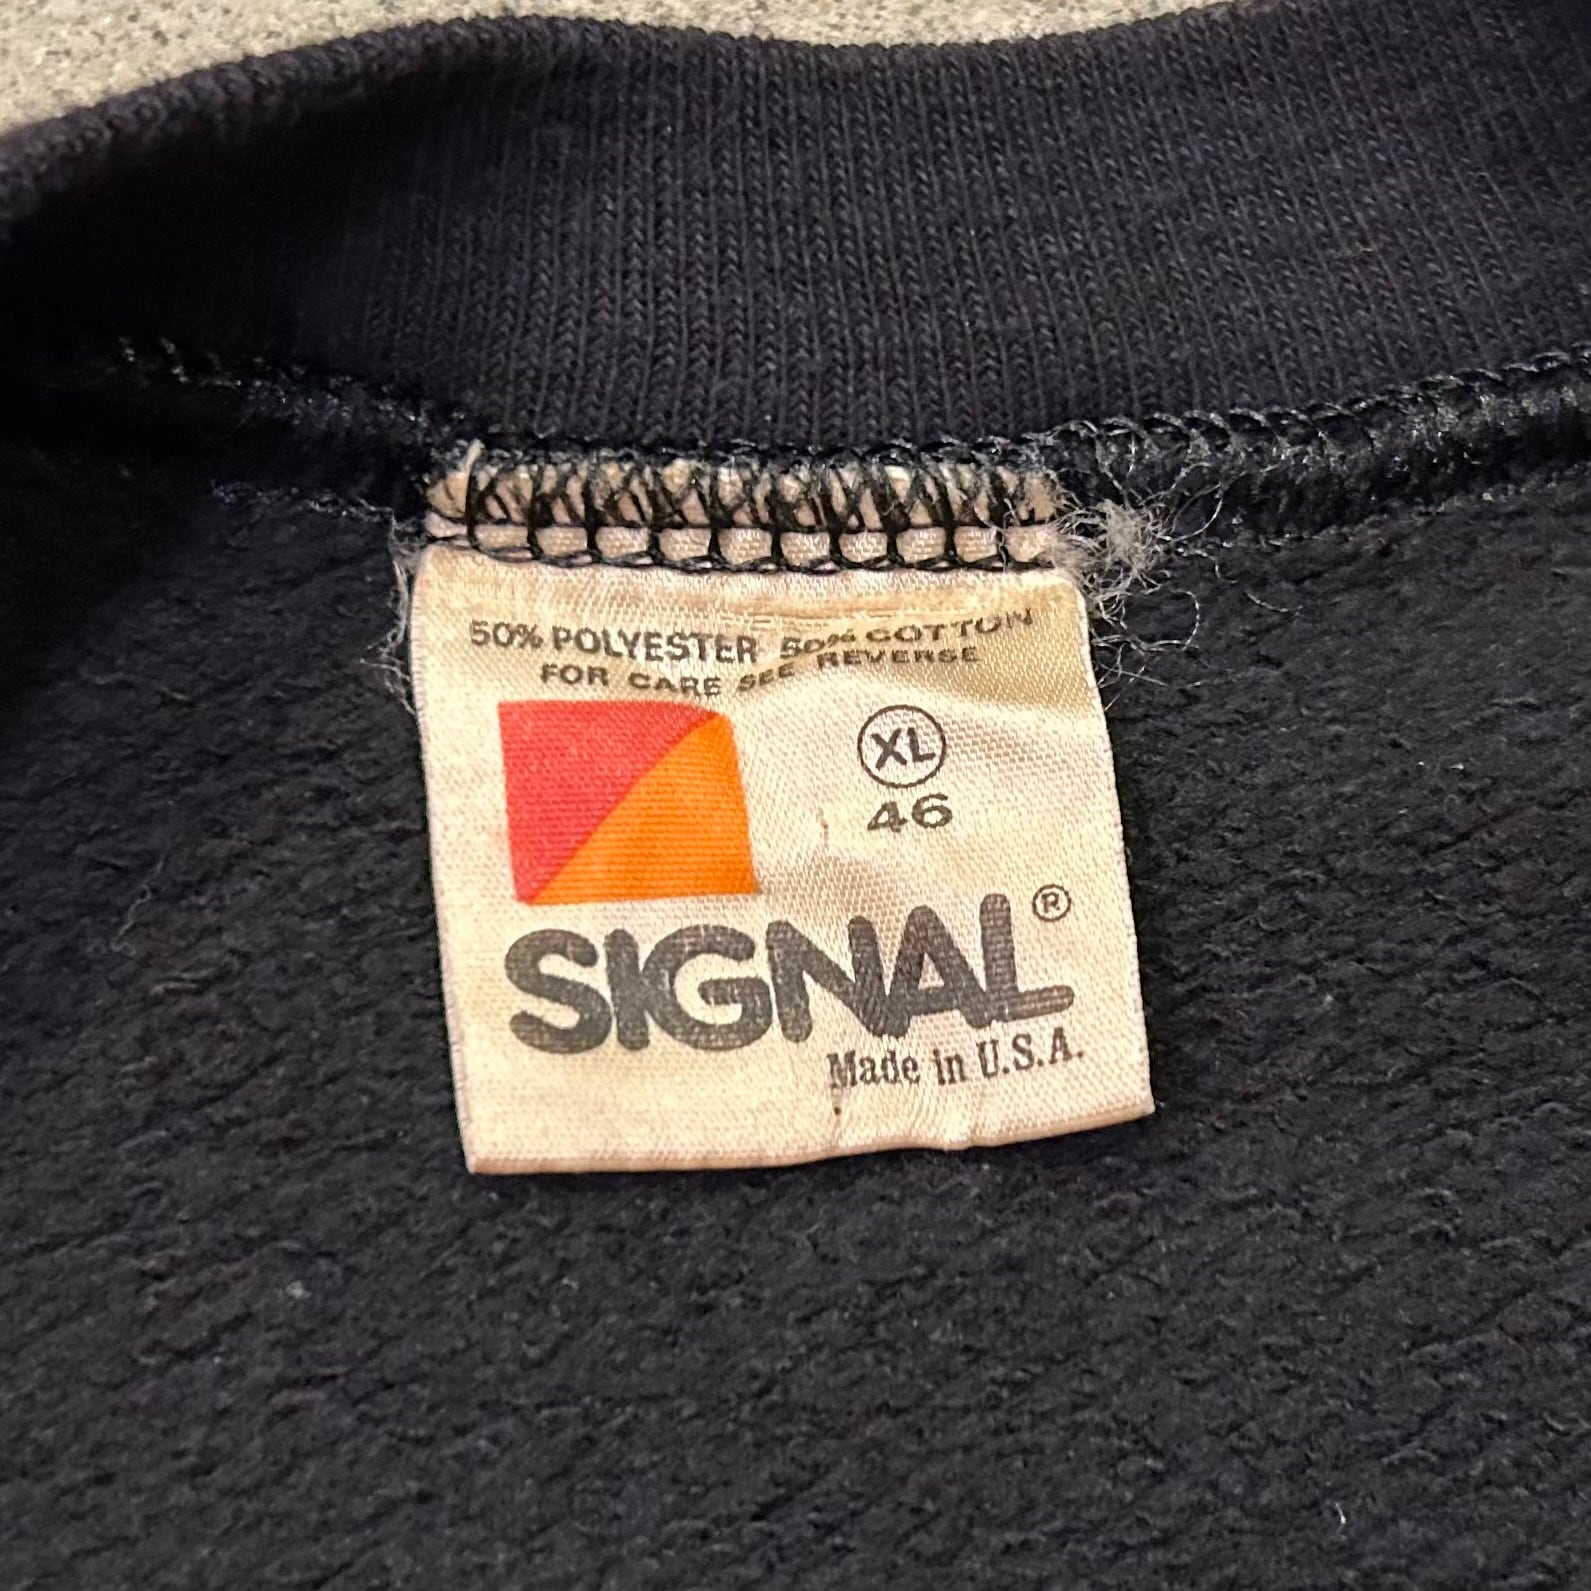 50% POLYESTER 50% COTTON
FOR CARE SEE REVERSE
XL
46
SIGNAL®
Made in U.S.A.